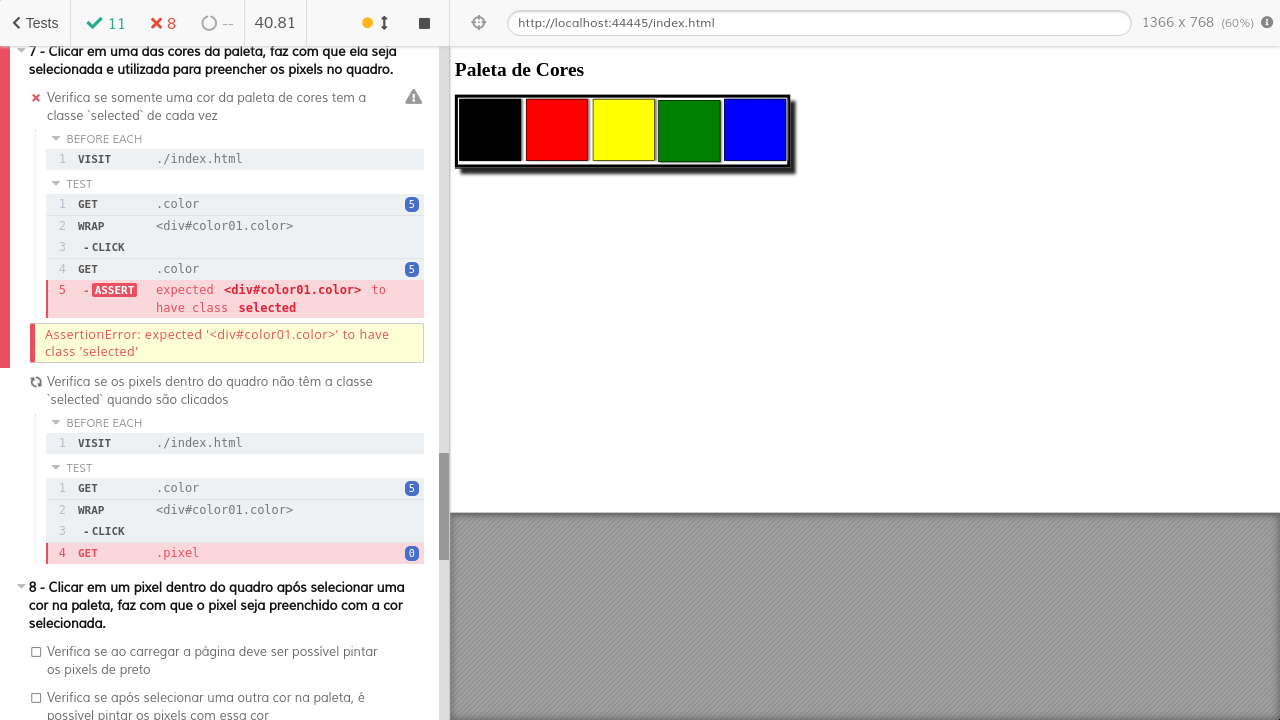 Tests 11 8 -- 40.81
http://localhost:44445/index.html 1366 x 768 (60%)
7 - Clicar em uma das cores da paleta, faz com que ela seja
selecionada e utilizada para preencher os pixels no quadro.
Verifica se somente uma cor da paleta de cores tem a
classe `selected` de cada vez
BEFORE EACH
1 VISIT ./index.html
TEST
1 GET .color 5
2 WRAP <div#color01.color>
3 - CLICK
4 GET .color 5
5 - ASSERT expected <div#color01.color> to
have class selected
AssertionError: expected '<div#color01.color>' to have
class 'selected'
Verifica se os pixels dentro do quadro não têm a classe
`selected` quando são clicados
BEFORE EACH
1 VISIT ./index.html
TEST
1 GET .color 5
2 WRAP <div#color01.color>
3 - CLICK
4 GET .pixel 0
8 - Clicar em um pixel dentro do quadro após selecionar uma
cor na paleta, faz com que o pixel seja preenchido com a cor
selecionada.
Verifica se ao carregar a página deve ser possível pintar
os pixels de preto
Verifica se após selecionar uma outra cor na paleta, é
possível pintar os pixels com essa cor
Paleta de Cores